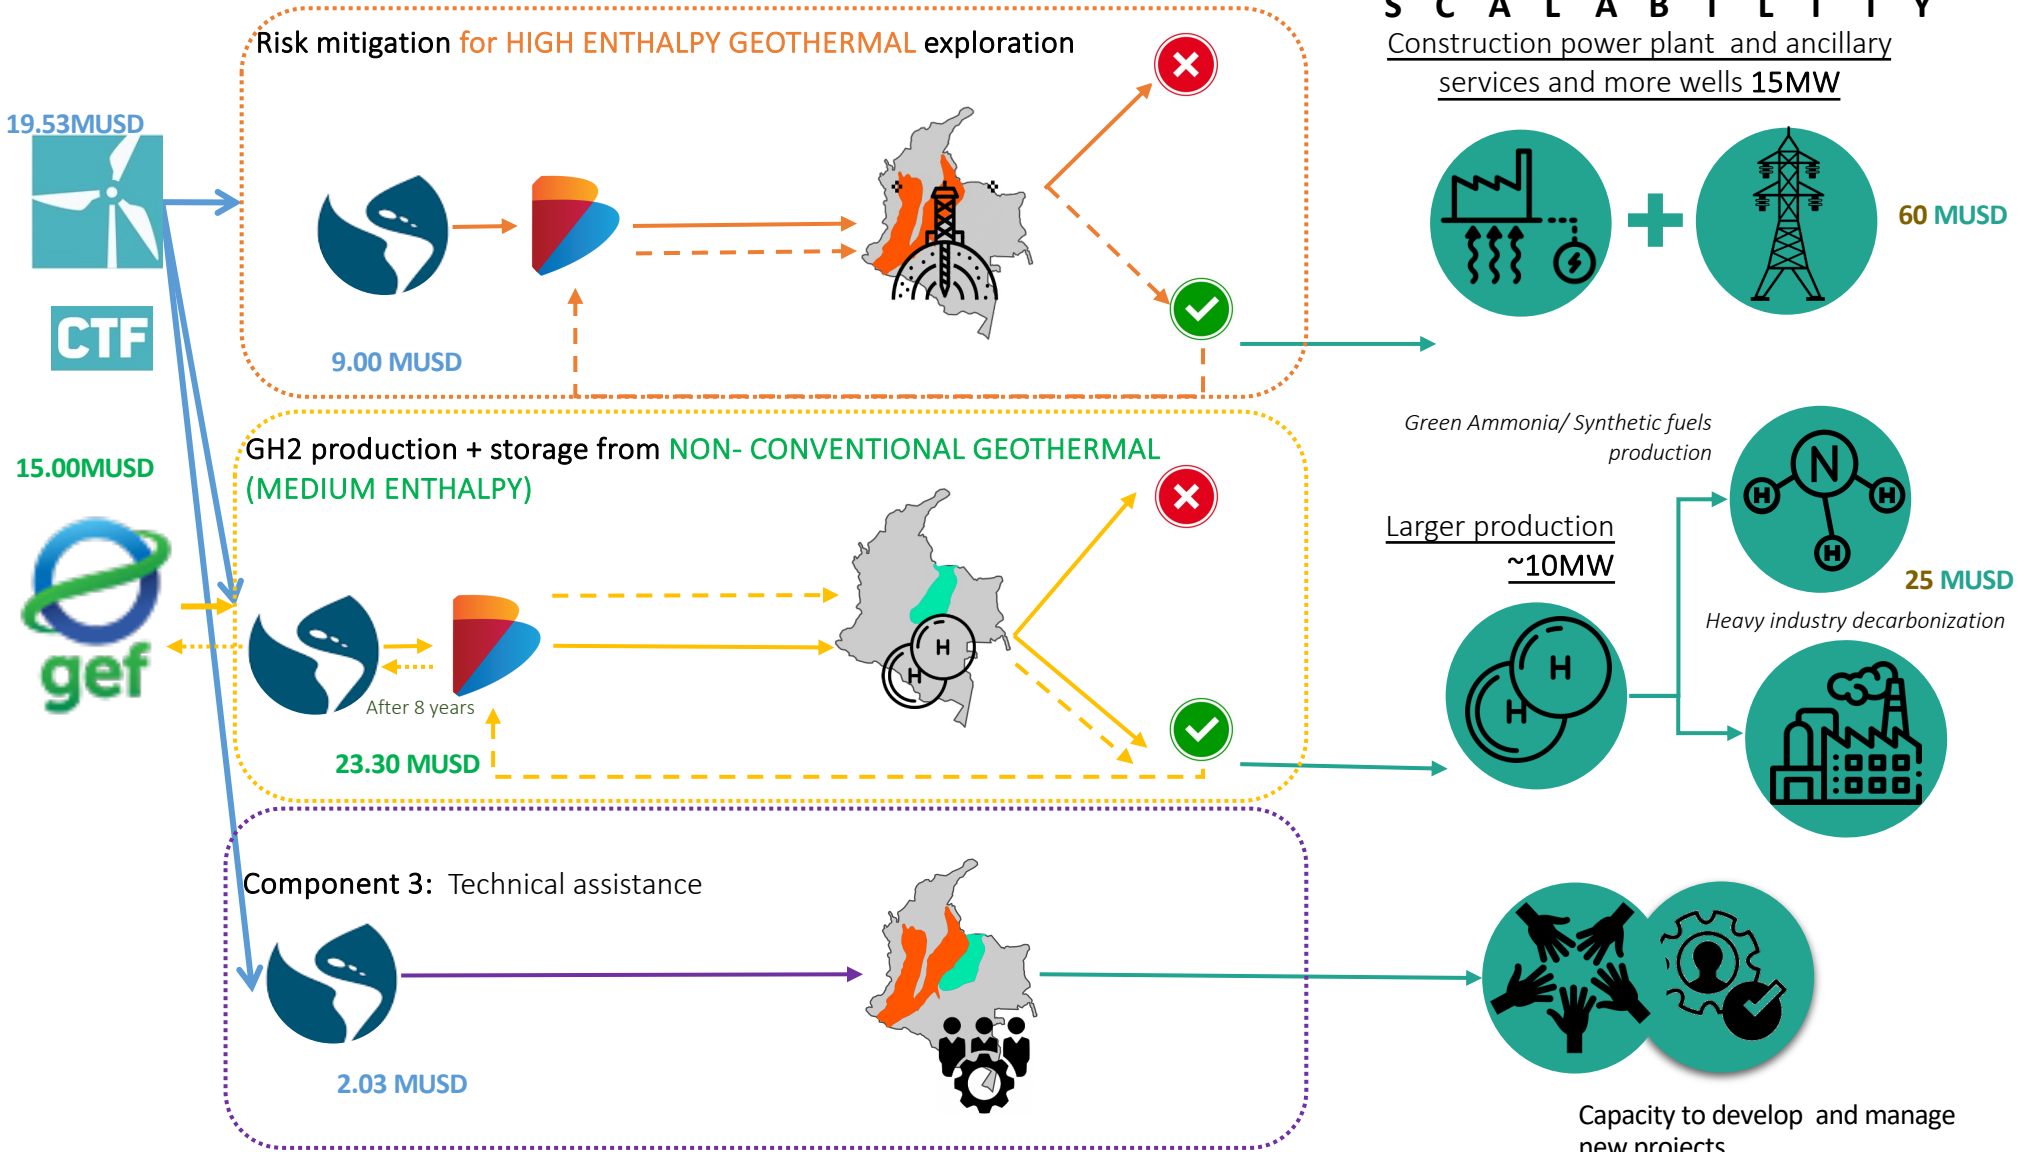 S C A L A B I L I T Y
Risk mitigation for HIGH ENTHALPY GEOTHERMAL exploration
Construction power plant and ancillary
services and more wells 15MW
19.53MUSD
CTF
9.00 MUSD
60 MUSD
GH2 production + storage from NON- CONVENTIONAL GEOTHERMAL
(MEDIUM ENTHALPY)
15.00MUSD
gef
After 8 years
23.30 MUSD
H
H
Green Ammonia/ Synthetic fuels
production
N
H
H
H
Larger production
~10MW
25 MUSD
Heavy industry decarbonization
H
H
Component 3: Technical assistance
2.03 MUSD
Capacity to develop and manage
new projects